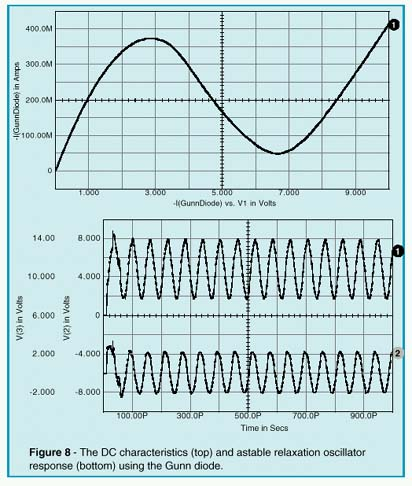 1
400.0M
300.0M
200.0M
100.00M
0
-I(GunnDiode) in Amps
1.000 3.000 5.000 7.000 9.000
-I(GunnDiode) vs. V1 in Volts
14.00 8.000
1
10.000 4.000
6.000 0
2.000 -4.000
2
-2.000 -8.000
V(3) in Volts
V(2) in Volts
100.00P 300.0P 500.0P 700.0P 900.0P
Time in Secs
Figure 8 - The DC characteristics (top) and astable relaxation oscillator
response (bottom) using the Gunn diode.